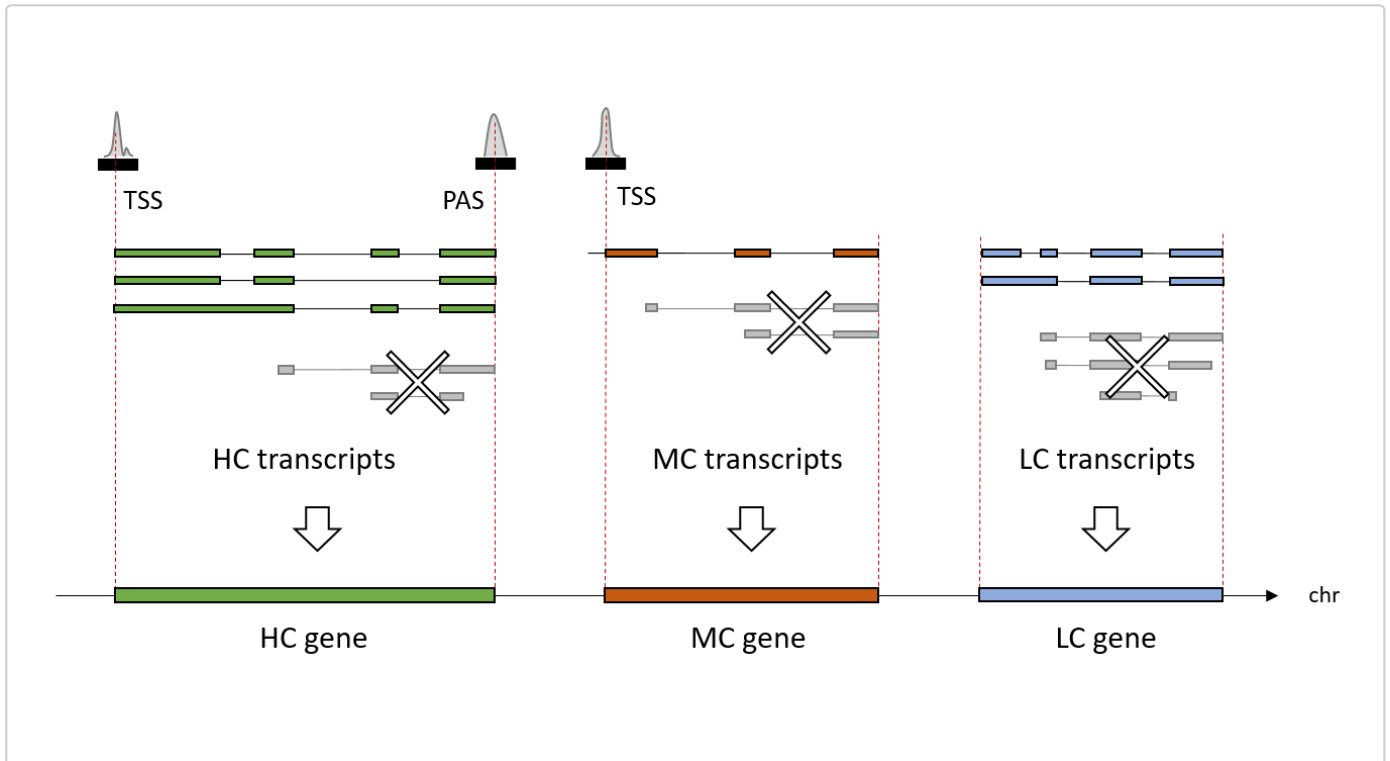 TSS
PAS
TSS
HC transcripts
MC transcripts
LC transcripts
chr
HC gene
MC gene
LC gene